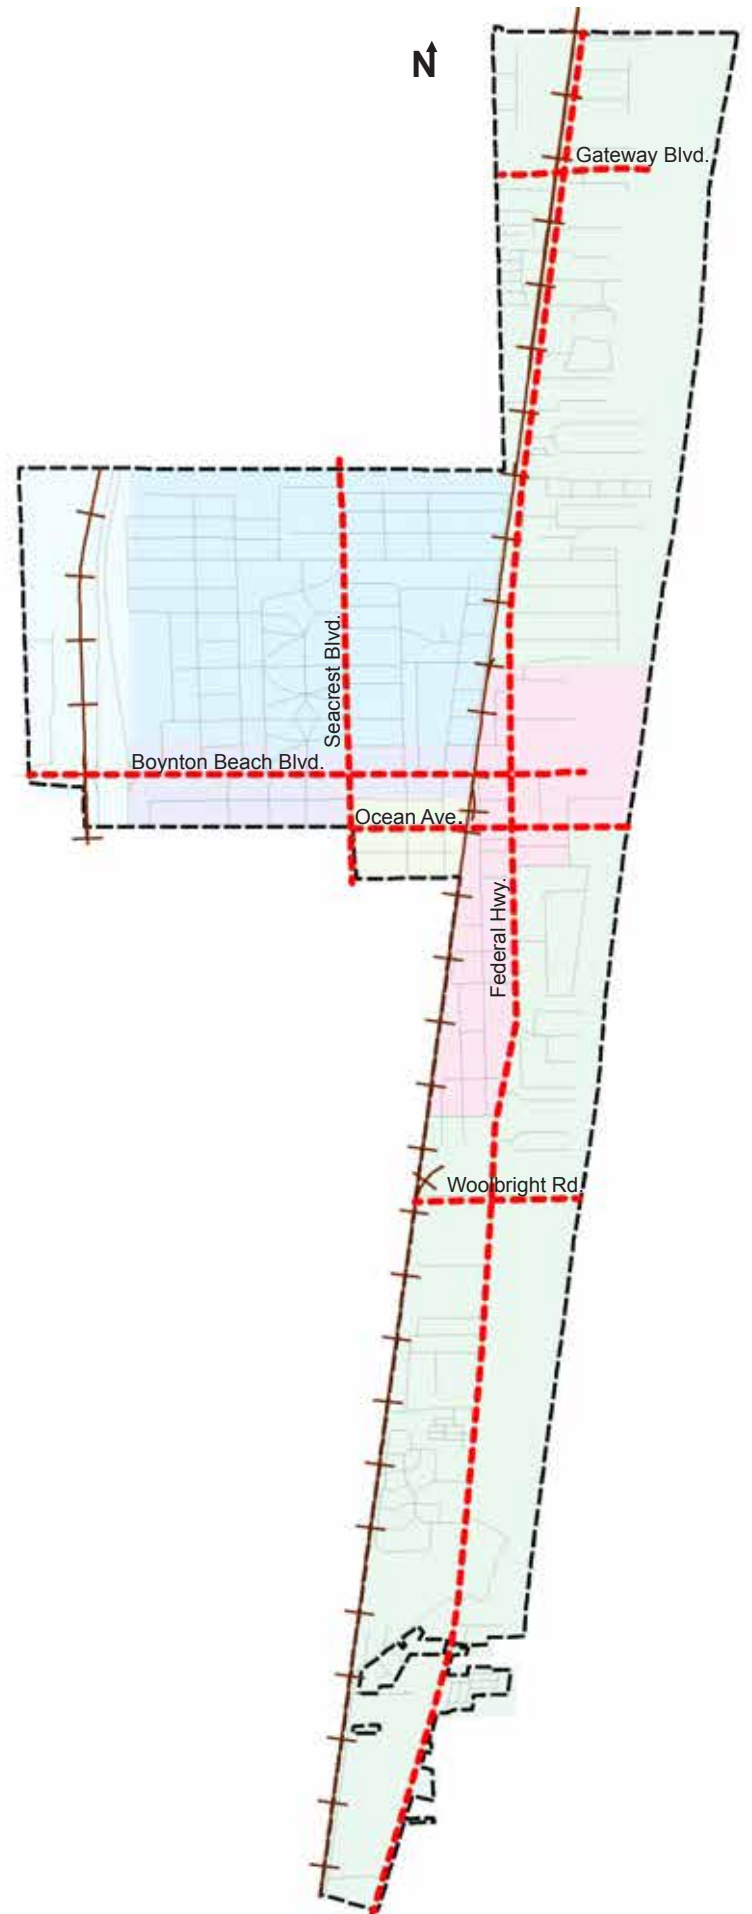 N
Gateway Blvd.
Seacrest Blvd.
Boynton Beach Blvd.
Ocean Ave.
Federal Hwy.
Woolbright Rd.